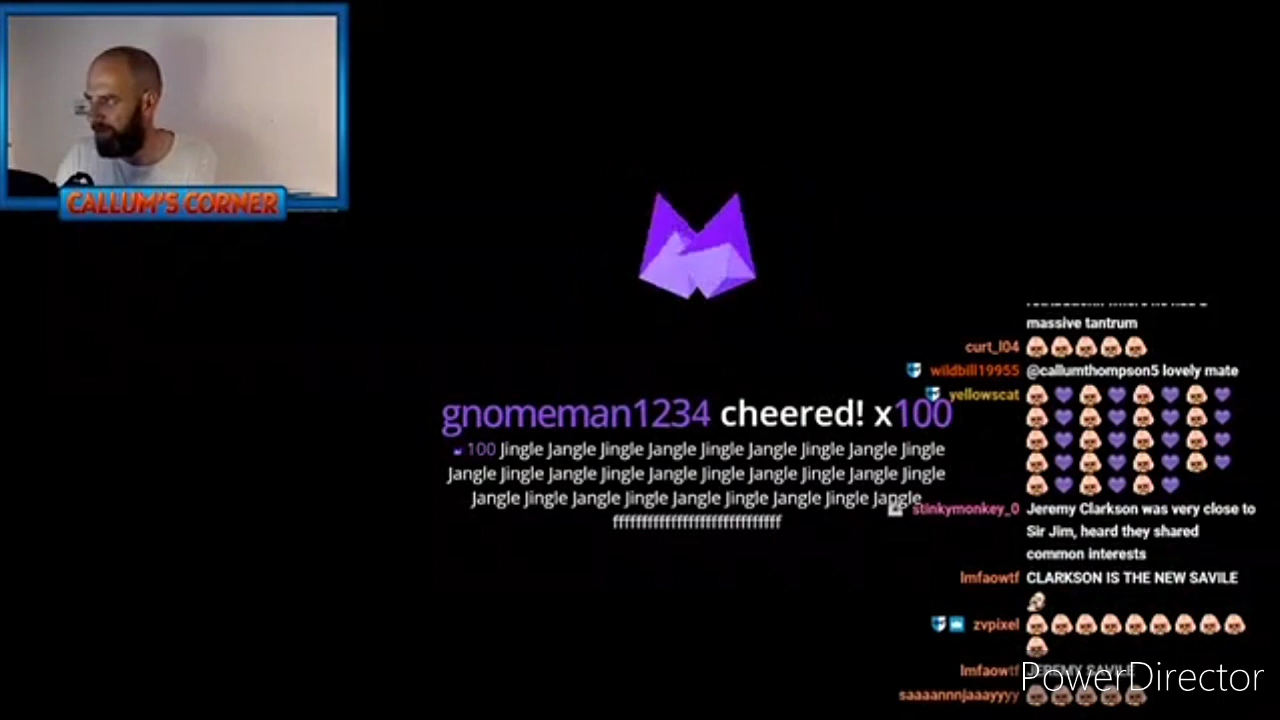 CALLUM'S CORNER
gnomeman1234 cheered! x100
100 Jingle Jangle Jingle Jangle Jingle Jangle Jingle Jangle Jingle
Jangle Jingle Jangle Jingle Jangle Jingle Jangle Jingle Jangle Jingle
Jangle Jingle Jangle Jingle Jangle Jingle Jangle Jingle Jangle
ffffffffffffffffffffffffffff
massive tantrum
curt_l04
wildbill19955 @callumthompson5 lovely mate
yellowscat
stinkymonkey_0 Jeremy Clarkson was very close to
Sir Jim, heard they shared
common interests
lmfaowtf CLARKSON IS THE NEW SAVILE
zvpixel
lmfaowtf JEREMY SAVILE
saaaannnjaaayyyy
PowerDirector